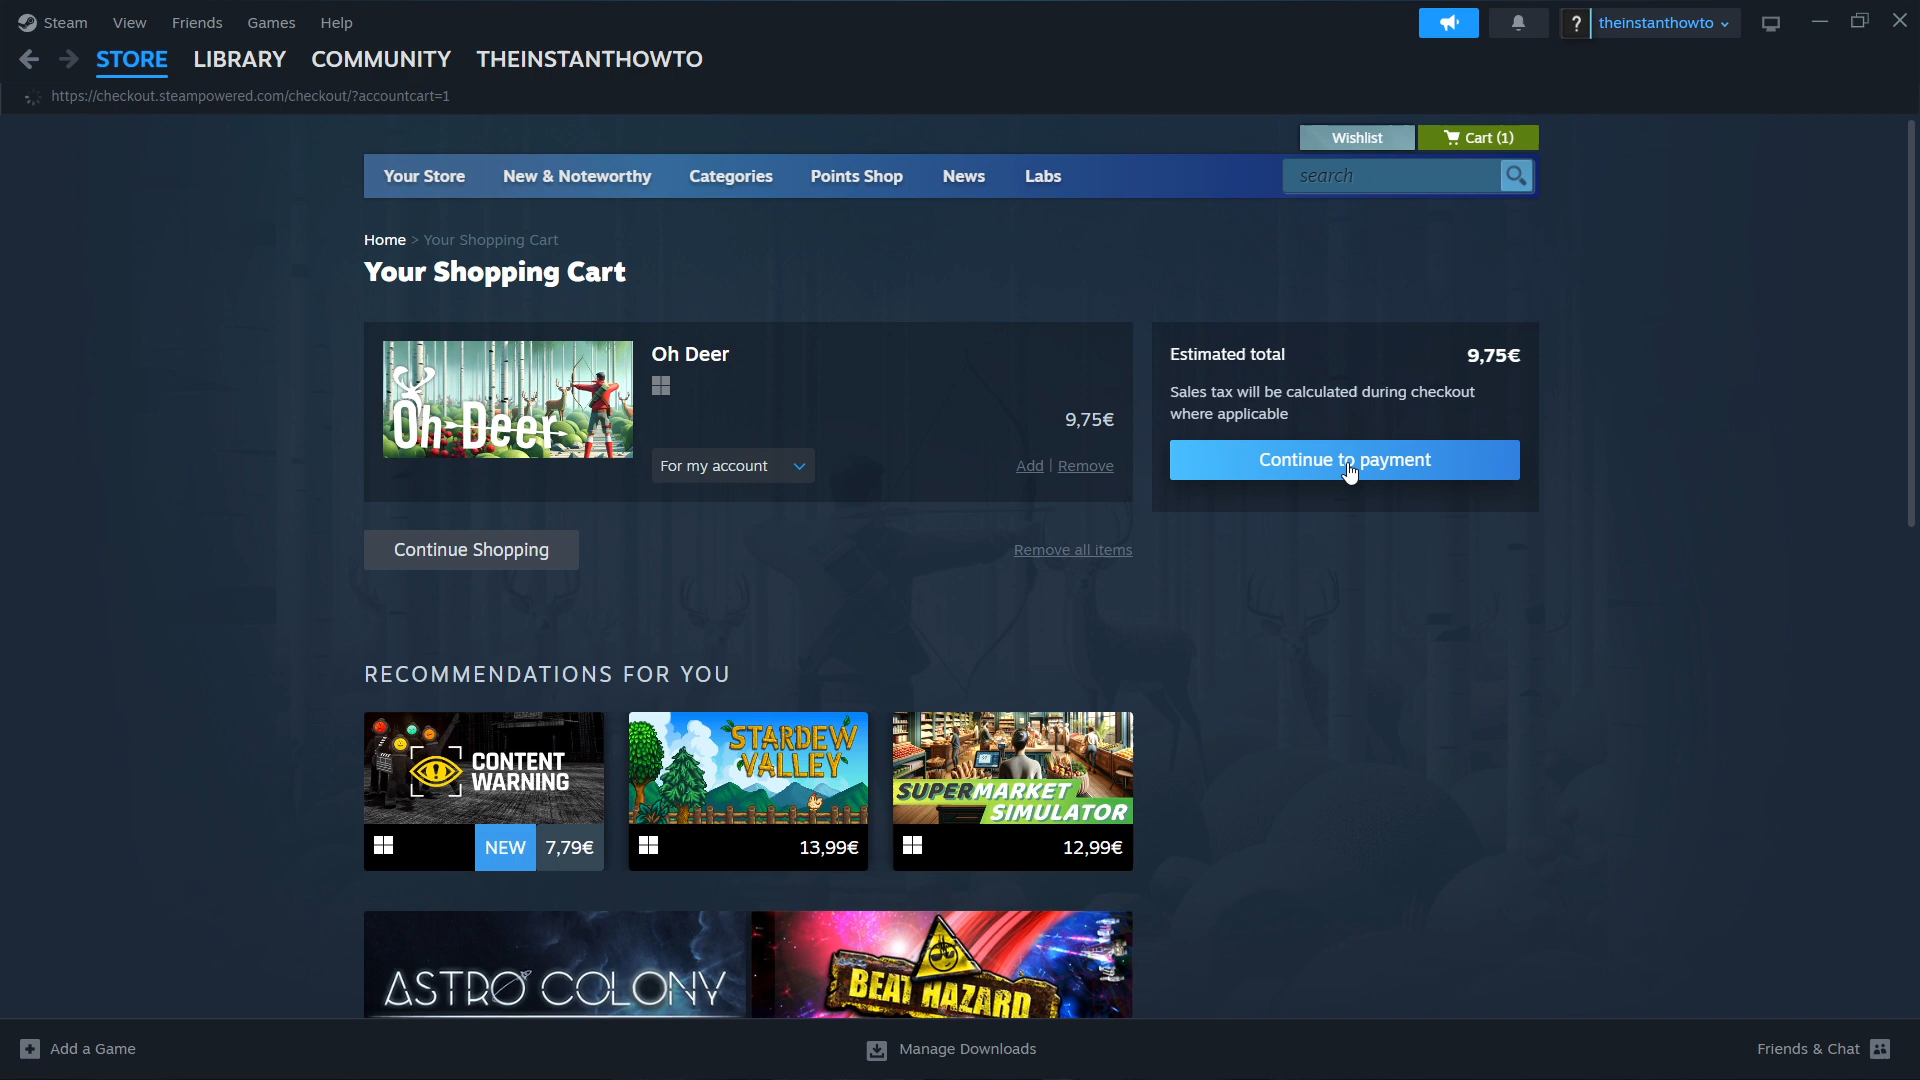 Steam View Friends Games Help
? theinstanthowto
STORE LIBRARY COMMUNITY THEINSTANTHOWTO
https://checkout.steampowered.com/checkout/?accountcart=1
Wishlist Cart (1)
Your Store New & Noteworthy Categories Points Shop News Labs search
Home > Your Shopping Cart
Your Shopping Cart
Oh Deer
Oh Deer
9,75€
For my account
Add | Remove
Estimated total 9,75€
Sales tax will be calculated during checkout
where applicable
Continue to payment
Continue Shopping
Remove all items
RECOMMENDATIONS FOR YOU
CONTENT
WARNING
NEW 7,79€
STARDEW
VALLEY
13,99€
SUPERMARKET
SIMULATOR
12,99€
ASTRO COLONY
BEAT HAZARD
Add a Game
Manage Downloads
Friends & Chat